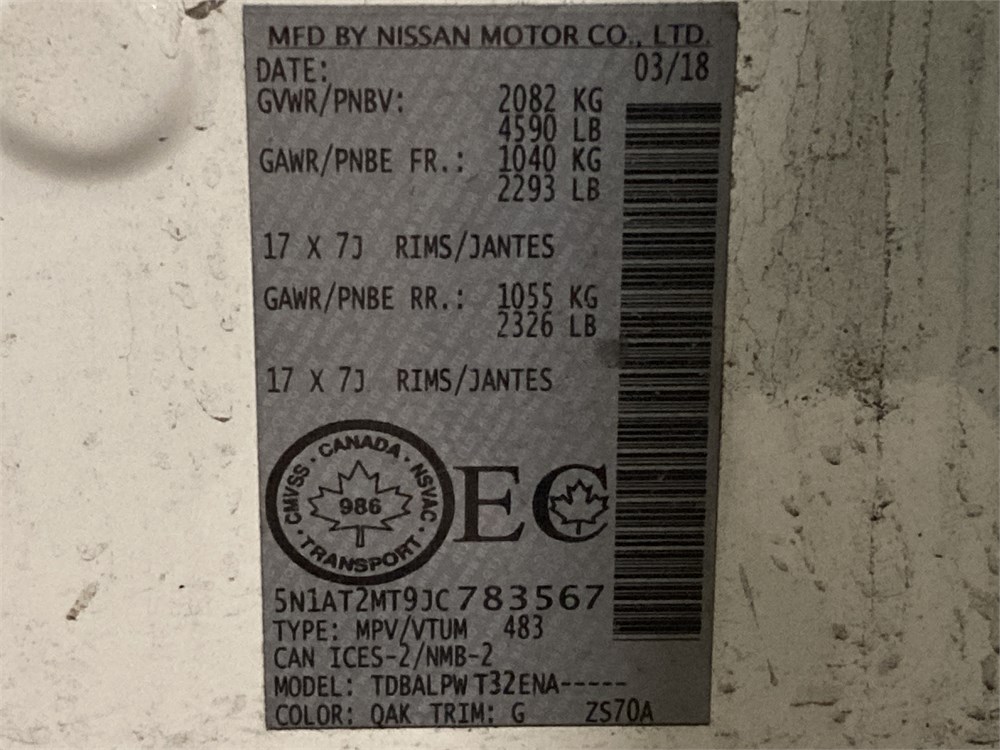 MFD BY NISSAN MOTOR CO., LTD.
DATE: 03/18
GVWR/PNBV: 2082 KG
4590 LB
GAWR/PNBE FR.: 1040 KG
2293 LB
17 X 7J RIMS/JANTES
GAWR/PNBE RR.: 1055 KG
2326 LB
17 X 7J RIMS/JANTES
CANADA · NSVAC · TRANSPORT · CMVSS ·
986
EC
5N1AT2MT9JC783567
TYPE: MPV/VTUM 483
CAN ICES-2/NMB-2
MODEL: TDBALPWT32ENA-----
COLOR: QAK TRIM: G ZS70A